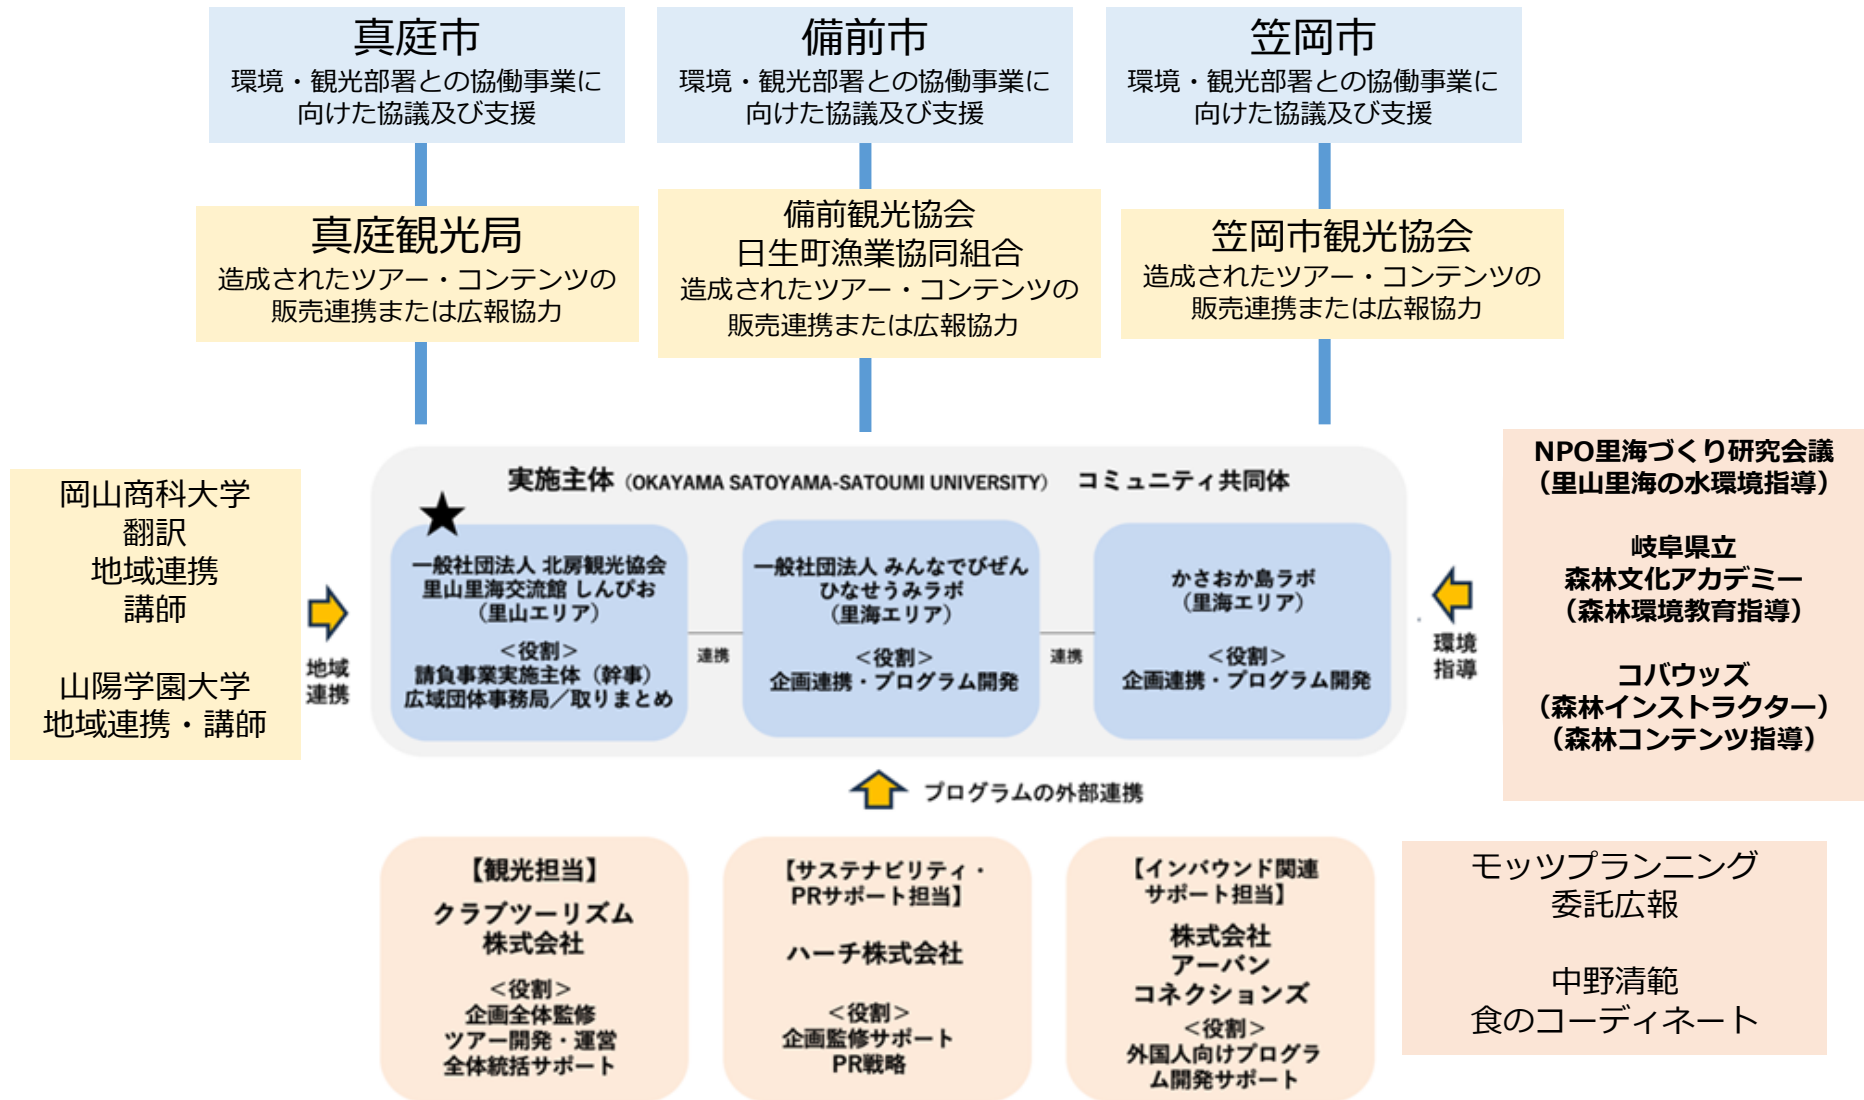 真庭市
環境・観光部署との協働事業に
向けた協議及び支援
備前市
環境・観光部署との協働事業に
向けた協議及び支援
笠岡市
環境・観光部署との協働事業に
向けた協議及び支援
真庭観光局
造成されたツアー・コンテンツの
販売連携または広報協力
備前観光協会
日生町漁業協同組合
造成されたツアー・コンテンツの
販売連携または広報協力
笠岡市観光協会
造成されたツアー・コンテンツの
販売連携または広報協力
岡山商科大学
翻訳
地域連携
講師
山陽学園大学
地域連携・講師
地域
連携
実施主体（OKAYAMA SATOYAMA-SATOUMI UNIVERSITY） コミュニティ共同体
★
一般社団法人 北房観光協会
里山里海交流館 しんぴお
（里山エリア）
＜役割＞
請負事業実施主体（幹事）
広域団体事務局／取りまとめ
連携
一般社団法人 みんなでびぜん
ひなせうみラボ
（里海エリア）
＜役割＞
企画連携・プログラム開発
連携
かさおか島ラボ
（里海エリア）
＜役割＞
企画連携・プログラム開発
環境
指導
NPO里海づくり研究会議
（里山里海の水環境指導）
岐阜県立
森林文化アカデミー
（森林環境教育指導）
コバウッズ
（森林インストラクター）
（森林コンテンツ指導）
プログラムの外部連携
【観光担当】
クラブツーリズム
株式会社
＜役割＞
企画全体監修
ツアー開発・運営
全体統括サポート
【サステナビリティ・
PRサポート担当】
ハーチ株式会社
＜役割＞
企画監修サポート
PR戦略
【インバウンド関連
サポート担当】
株式会社
アーバン
コネクションズ
＜役割＞
外国人向けプログラ
ム開発サポート
モッツプランニング
委託広報
中野清範
食のコーディネート